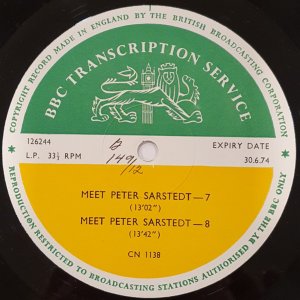 COPYRIGHT RECORD MADE IN ENGLAND BY THE BRITISH BROADCASTING CORPORATION
BBC TRANSCRIPTION SERVICE
126244
EXPIRY DATE
L.P. 33⅓ RPM
30.6.74
149/12
MEET PETER SARSTEDT—7
(13'02")
MEET PETER SARSTEDT—8
(13'42")
CN 1138
REPRODUCTION RESTRICTED TO BROADCASTING STATIONS AUTHORISED BY THE BBC ONLY